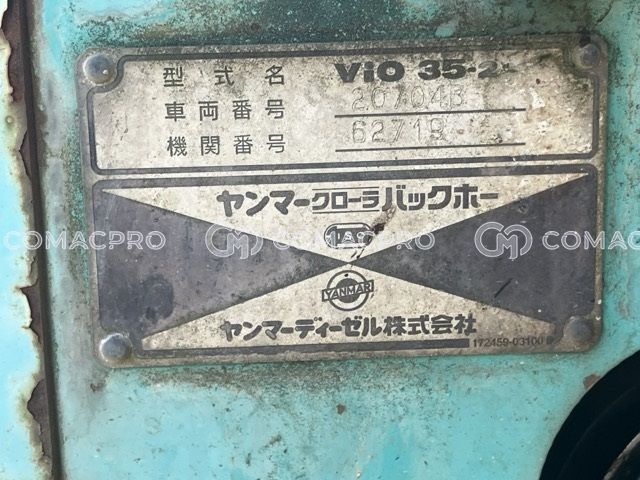 型式名 ViO 35-2
車両番号 207043
機関番号 62719
ヤンマークローラバックホー
COMACPRO COMACPRO COMAC
YANMAR
ヤンマーディーゼル株式会社
172459-03100